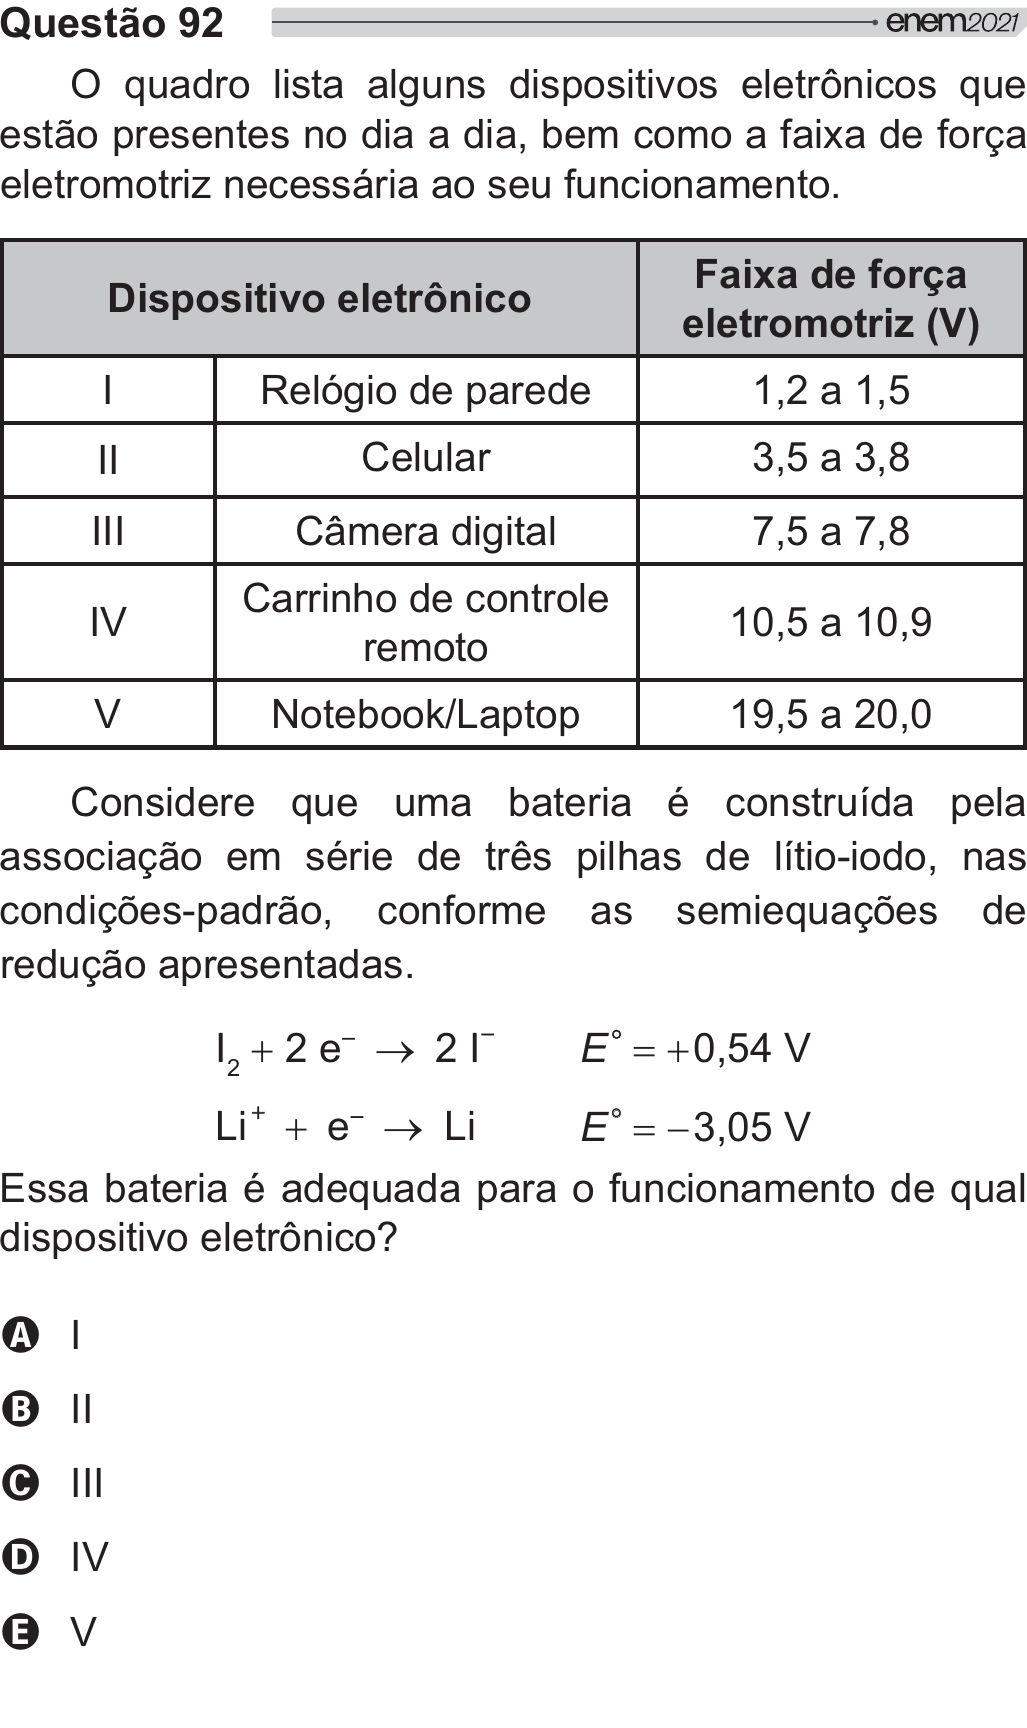 Questão 92
enem2021
O quadro lista alguns dispositivos eletrônicos que
estão presentes no dia a dia, bem como a faixa de força
eletromotriz necessária ao seu funcionamento.
Dispositivo eletrônico
Faixa de força
eletromotriz (V)
I Relógio de parede 1,2 a 1,5
II Celular 3,5 a 3,8
III Câmera digital 7,5 a 7,8
IV Carrinho de controle
remoto 10,5 a 10,9
V Notebook/Laptop 19,5 a 20,0
Considere que uma bateria é construída pela
associação em série de três pilhas de lítio-iodo, nas
condições-padrão, conforme as semiequações de
redução apresentadas.
I₂ + 2 e⁻ → 2 I⁻ E° = +0,54 V
Li⁺ + e⁻ → Li E° = −3,05 V
Essa bateria é adequada para o funcionamento de qual
dispositivo eletrônico?
A I
B II
C III
D IV
E V